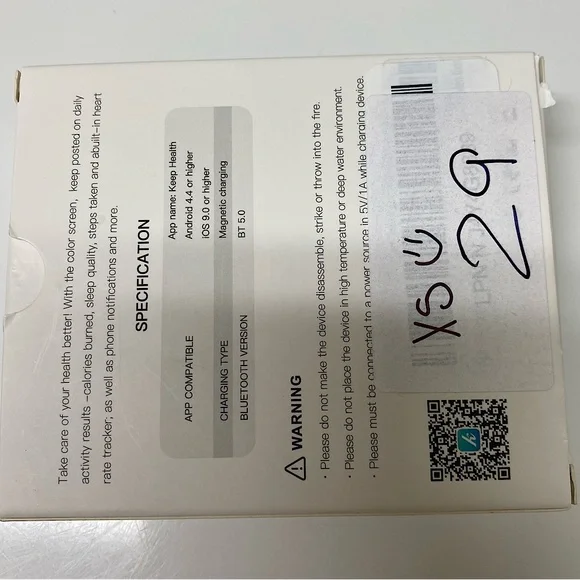 Take care of your health better! With the color screen, keep posted on daily
activity results -calories burned, sleep quality, steps taken and abuilt-in heart
rate tracker; as well as phone notifications and more.
SPECIFICATION
APP COMPATIBLE
App name: Keep Health
Android 4.4 or higher
iOS 9.0 or higher
CHARGING TYPE
Magnetic charging
BLUETOOTH VERSION
BT 5.0
WARNING
· Please do not make the device disassemble, strike or throw into the fire.
· Please do not place the device in high temperature or deep water environment.
· Please must be connected to a power source in 5V/1A while charging device.
XS
29